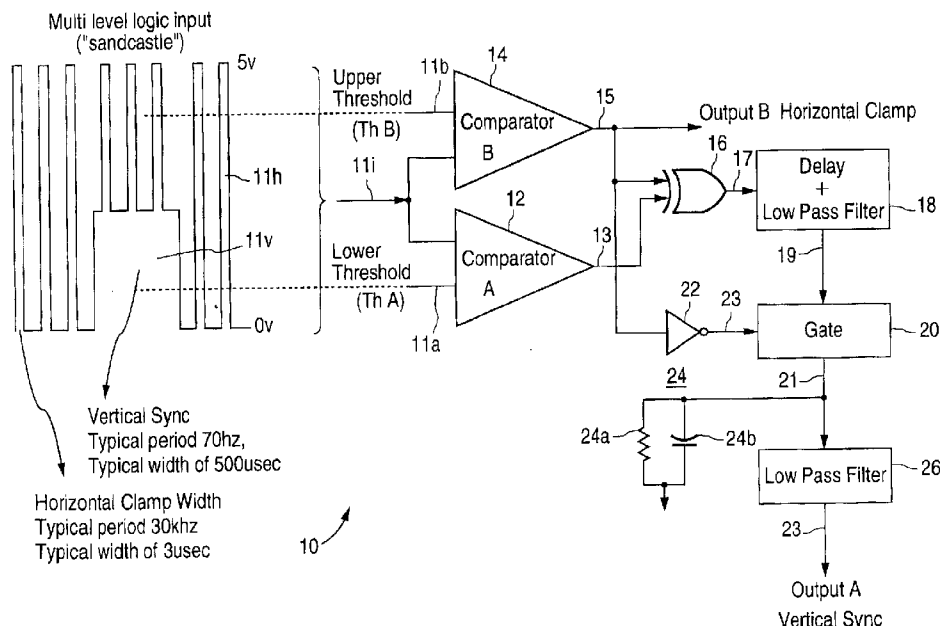 Multi level logic input
("sandcastle")
5v
11h
11v
0v
Upper
Threshold
(Th B)
11b
11i
Lower
Threshold
(Th A)
11a
14
Comparator
B
15
12
Comparator
A
13
Output B Horizontal Clamp
16
17
Delay
+
Low Pass Filter
18
19
22
23
Gate
20
21
24
24a
24b
Low Pass Filter
26
23
Output A
Vertical Sync
Vertical Sync
Typical period 70hz,
Typical width of 500usec
Horizontal Clamp Width
Typical period 30khz
Typical width of 3usec
10